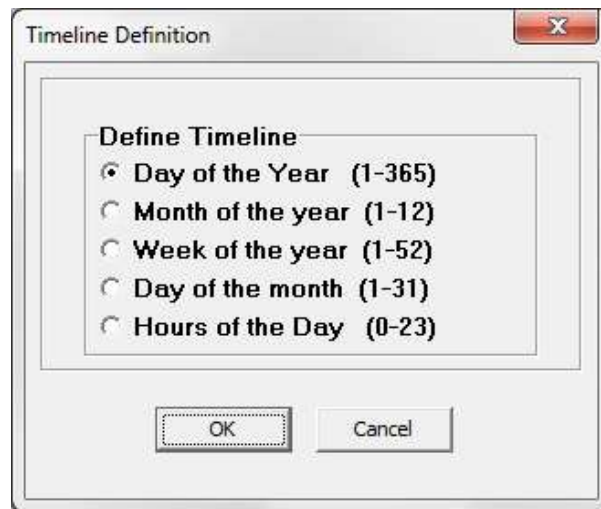 Timeline Definition
Define Timeline
Day of the Year (1-365)
Month of the year (1-12)
Week of the year (1-52)
Day of the month (1-31)
Hours of the Day (0-23)
OK
Cancel